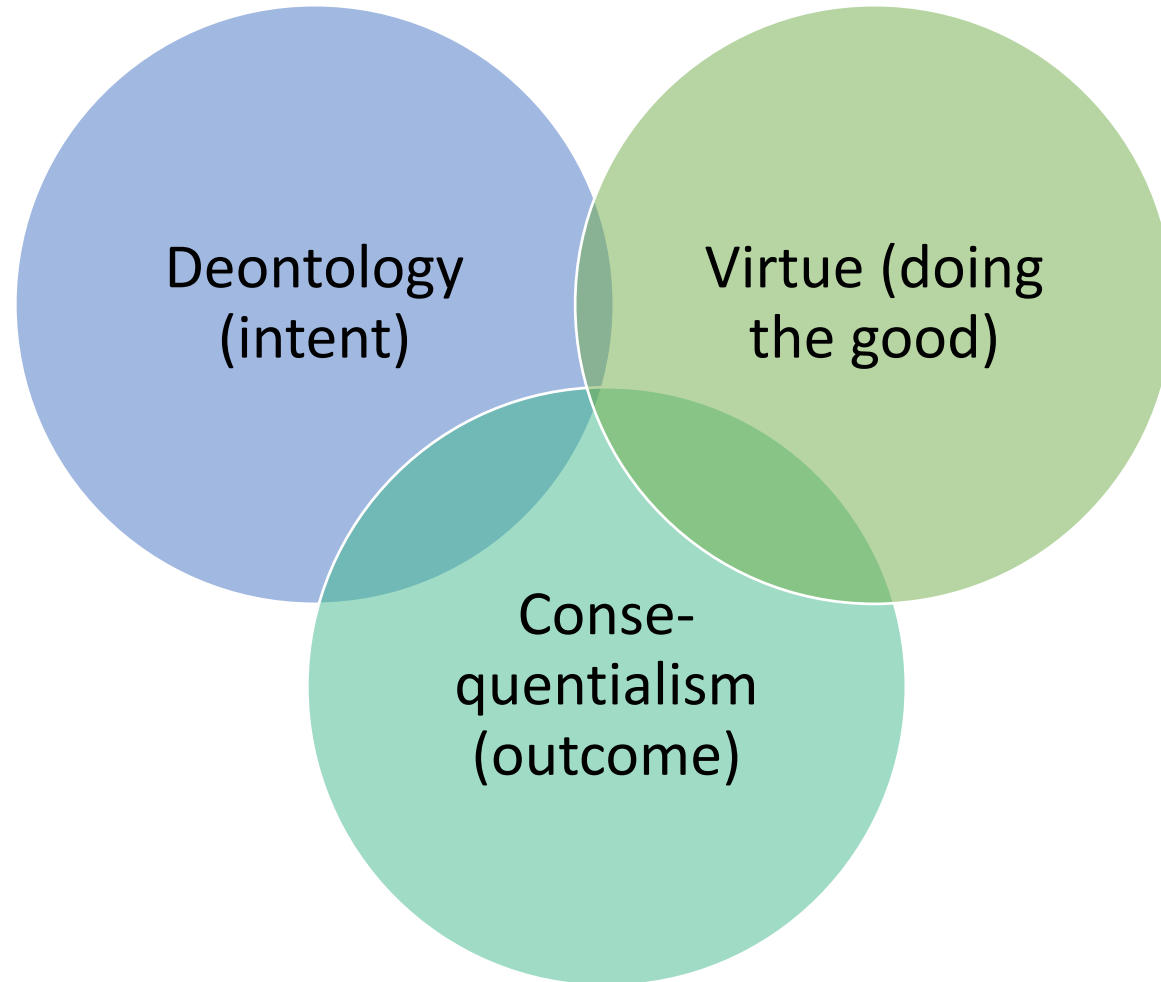 Deontology
(intent)
Virtue (doing
the good)
Conse-
quentialism
(outcome)